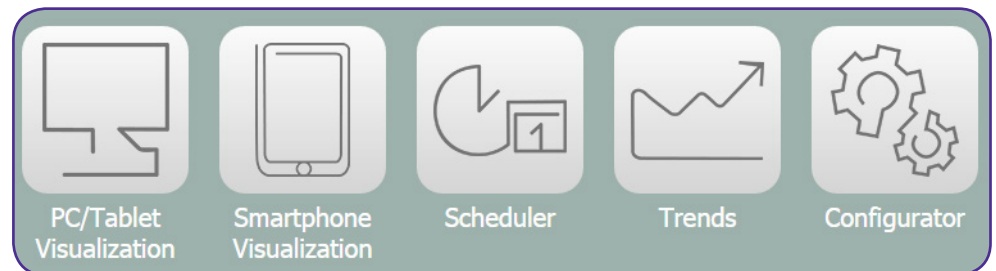 1
PC/Tablet
Visualization
Smartphone
Visualization
Scheduler
Trends
Configurator